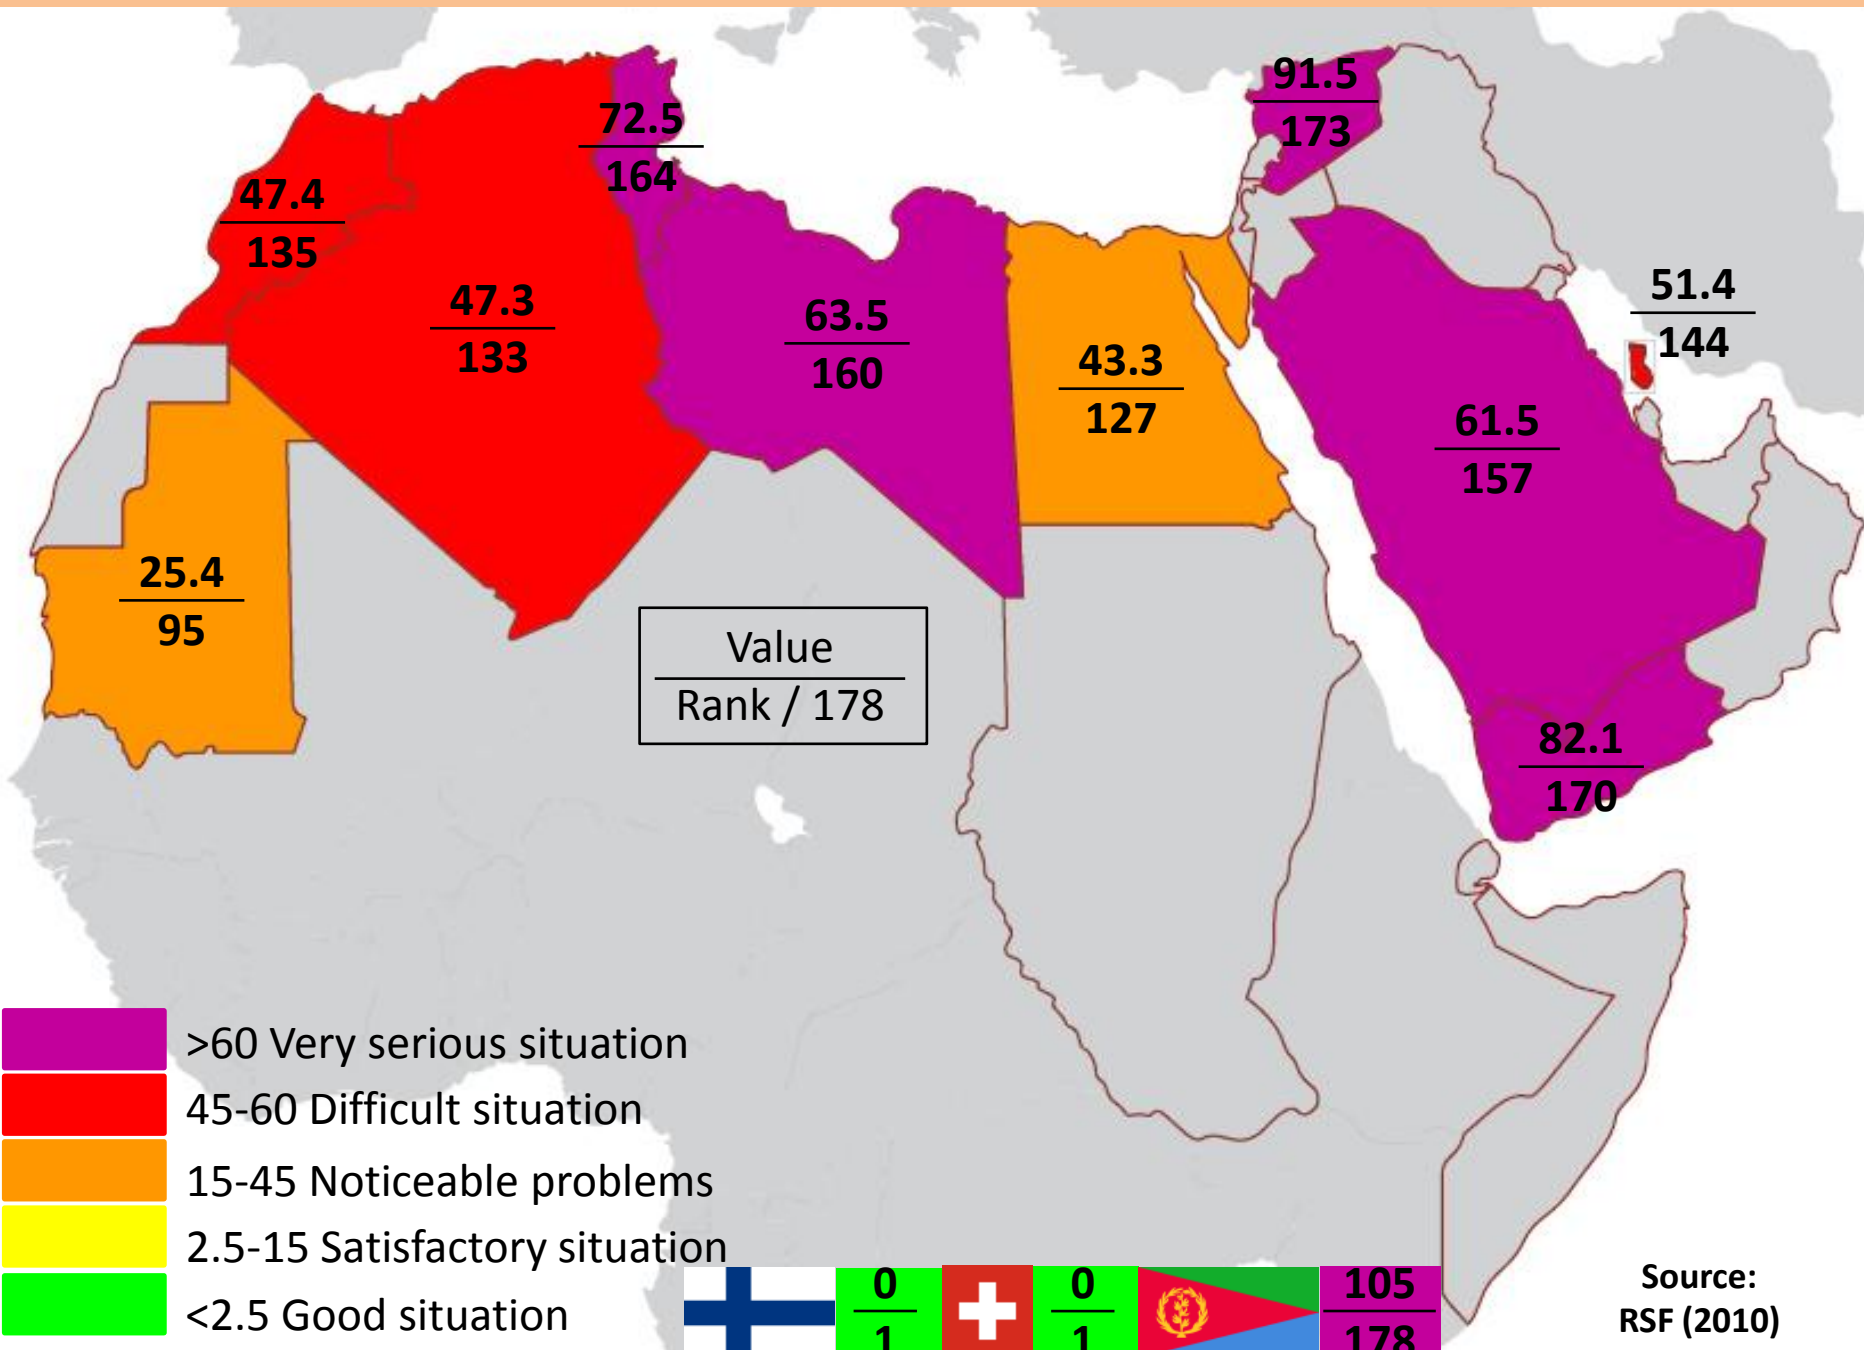 91.5
173
72.5
164
47.4
135
47.3
133
63.5
160
43.3
127
51.4
144
61.5
157
25.4
95
82.1
170
Value
Rank / 178
>60 Very serious situation
45-60 Difficult situation
15-45 Noticeable problems
2.5-15 Satisfactory situation
<2.5 Good situation
0
1
0
1
105
178
Source:
RSF (2010)